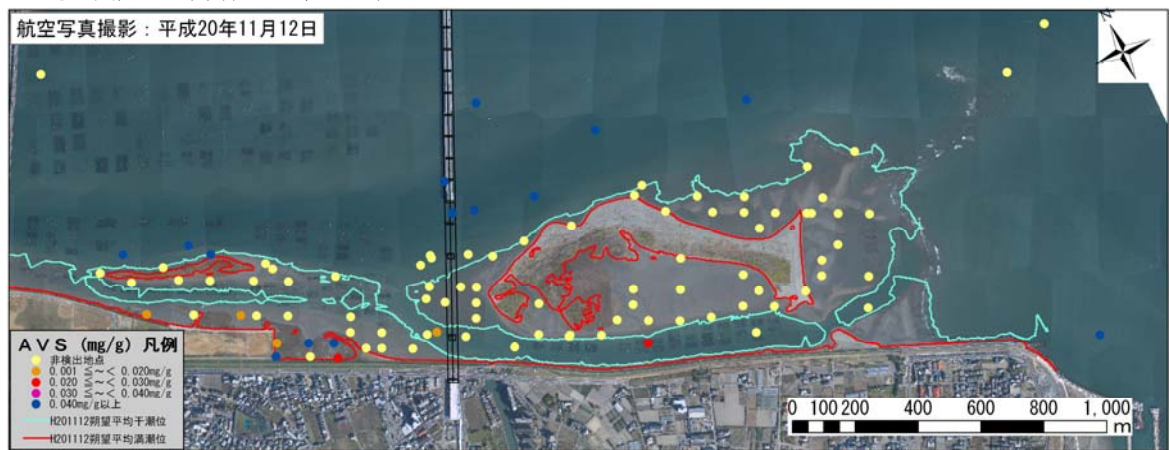 航空写真撮影：平成20年11月12日
ＡＶＳ (mg/g) 凡例
非検出地点
0.001 ≦～< 0.020mg/g
0.020 ≦～< 0.030mg/g
0.030 ≦～< 0.040mg/g
0.040mg/g以上
H201112朔望平均干潮位
H201112朔望平均満潮位
0 100 200 400 600 800 1,000
m